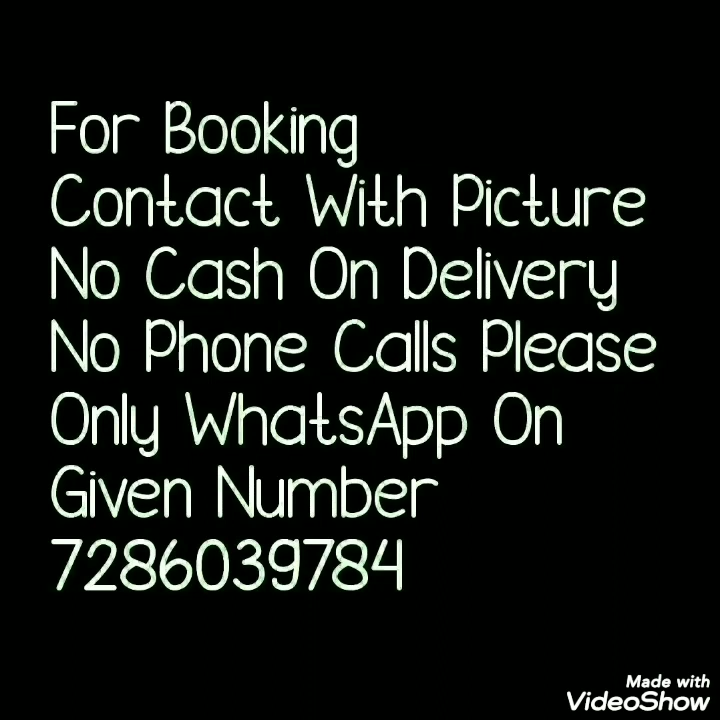 For Booking
Contact With Picture
No Cash On Delivery
No Phone Calls Please
Only WhatsApp On
Given Number
7286039784
Made with
VideoShow